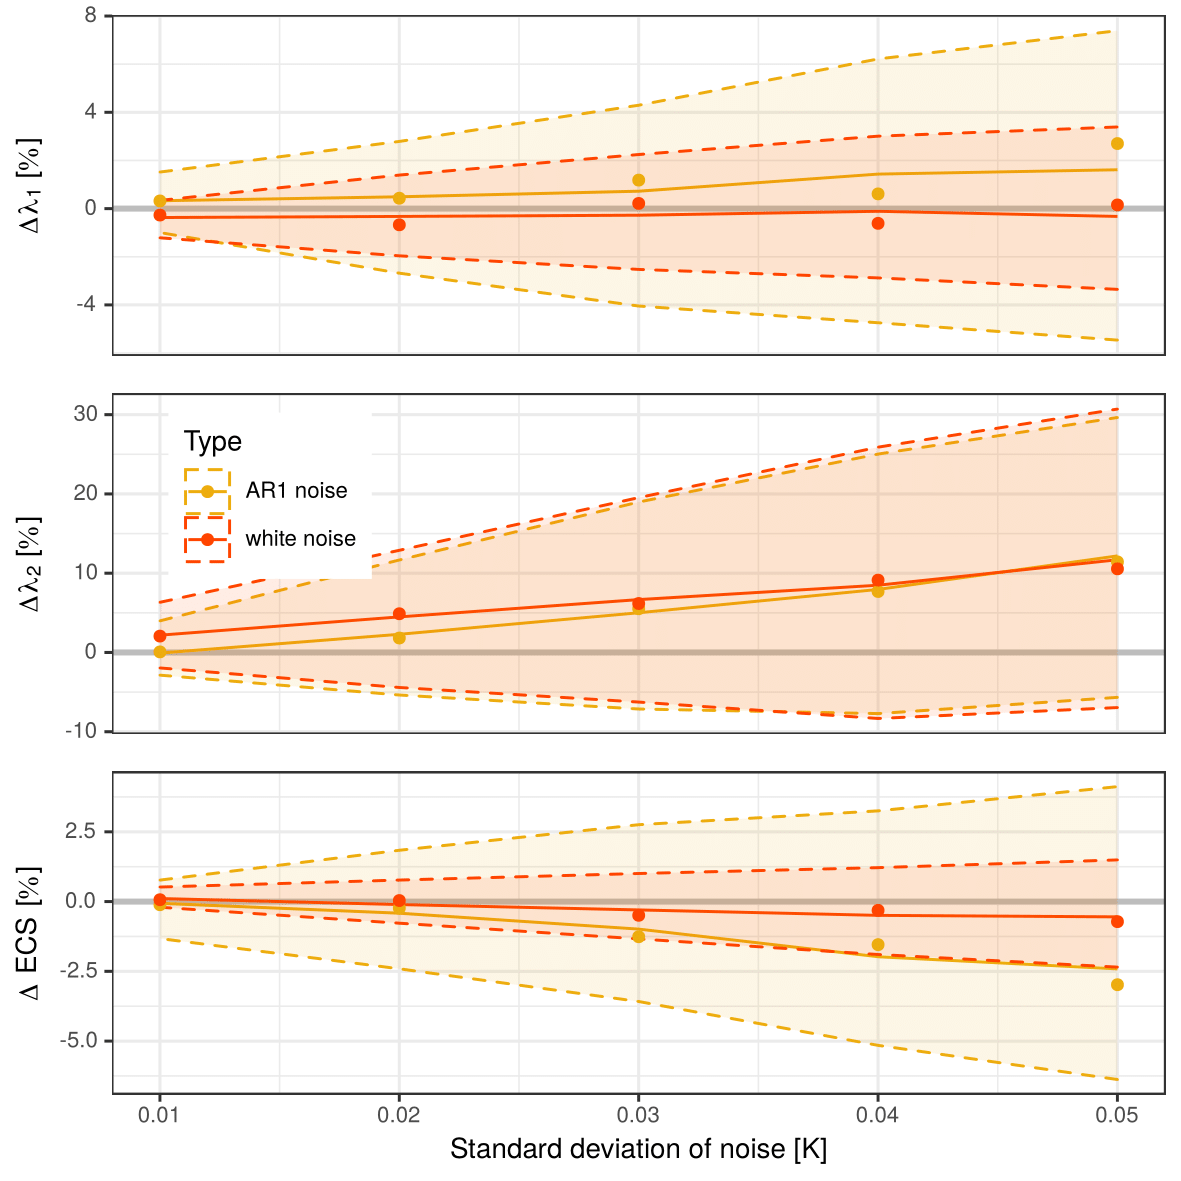 8
4
0
-4
Δλ1 [%]
30
20
10
0
-10
Δλ2 [%]
Type
AR1 noise
white noise
2.5
0.0
-2.5
-5.0
Δ ECS [%]
0.01 0.02 0.03 0.04 0.05
Standard deviation of noise [K]